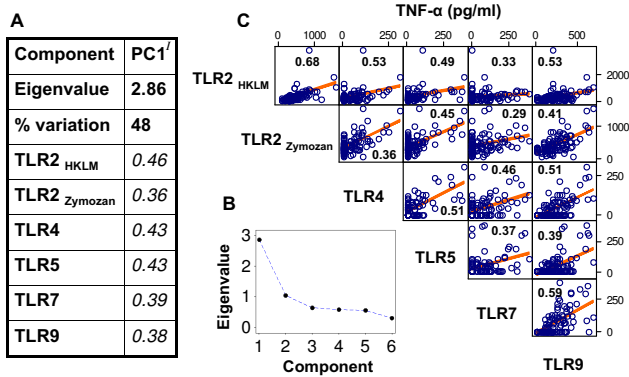 A
Component PC1 l
Eigenvalue 2.86
% variation 48
TLR2 HKLM 0.46
TLR2 Zymozan 0.36
TLR4 0.43
TLR5 0.43
TLR7 0.39
TLR9 0.38
B
Eigenvalue
3
2
1
0
1 2 3 4 5 6
Component
C
TNF-α (pg/ml)
0 1000 0 250 0 250 0 250 0 500
TLR2 HKLM 0.68 0.53 0.49 0.33 0.53
2000
1000
0
TLR2 Zymozan 0.36 0.45 0.29 0.41
1000
0
TLR4 0.51 0.46 0.51
250
0
TLR5 0.37 0.39
250
0
TLR7 0.59
250
0
TLR9